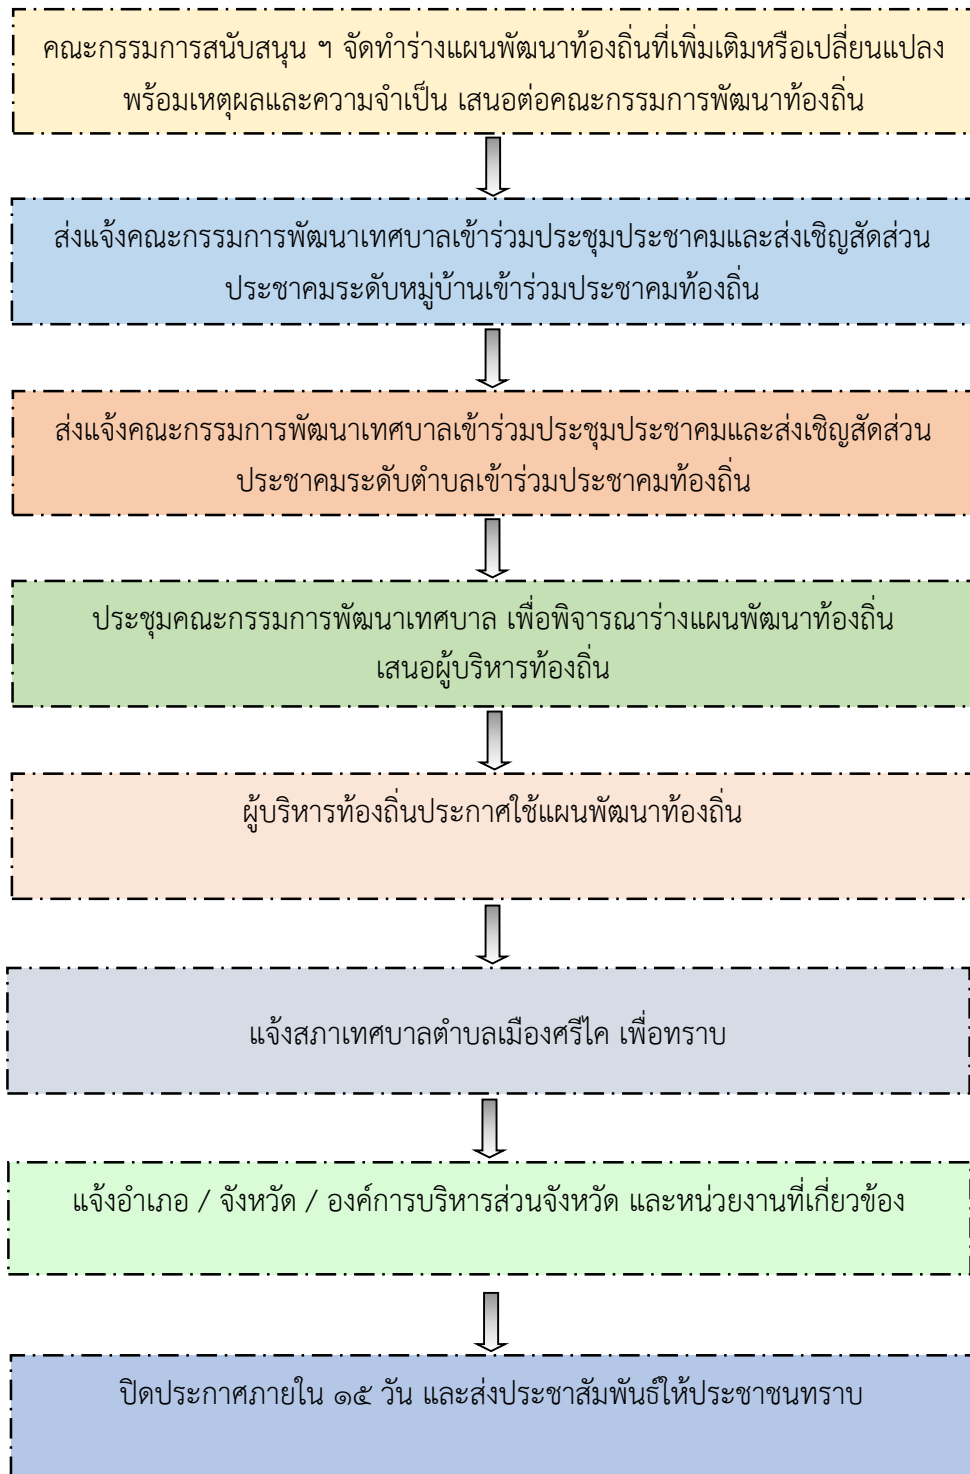 คณะกรรมการสนับสนุน ฯ จัดทำร่างแผนพัฒนาท้องถิ่นที่เพิ่มเติมหรือเปลี่ยนแปลง
พร้อมเหตุผลและความจำเป็น เสนอต่อคณะกรรมการพัฒนาท้องถิ่น
ส่งแจ้งคณะกรรมการพัฒนาเทศบาลเข้าร่วมประชุมประชาคมและส่งเชิญสัดส่วน
ประชาคมระดับหมู่บ้านเข้าร่วมประชาคมท้องถิ่น
ส่งแจ้งคณะกรรมการพัฒนาเทศบาลเข้าร่วมประชุมประชาคมและส่งเชิญสัดส่วน
ประชาคมระดับตำบลเข้าร่วมประชาคมท้องถิ่น
ประชุมคณะกรรมการพัฒนาเทศบาล เพื่อพิจารณาร่างแผนพัฒนาท้องถิ่น
เสนอผู้บริหารท้องถิ่น
ผู้บริหารท้องถิ่นประกาศใช้แผนพัฒนาท้องถิ่น
แจ้งสภาเทศบาลตำบลเมืองศรีไค เพื่อทราบ
แจ้งอำเภอ / จังหวัด / องค์การบริหารส่วนจังหวัด และหน่วยงานที่เกี่ยวข้อง
ปิดประกาศภายใน ๑๕ วัน และส่งประชาสัมพันธ์ให้ประชาชนทราบ